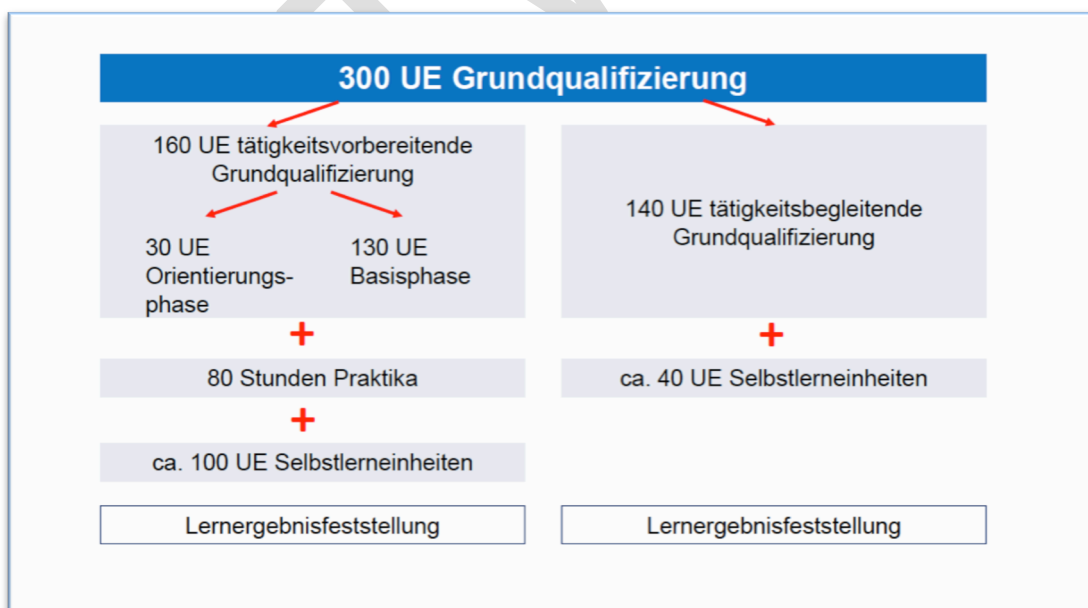 300 UE Grundqualifizierung
160 UE tätigkeitsvorbereitende
Grundqualifizierung
30 UE
Orientierungs-
phase
130 UE
Basisphase
+
80 Stunden Praktika
+
ca. 100 UE Selbstlerneinheiten
Lernergebnisfeststellung
140 UE tätigkeitsbegleitende
Grundqualifizierung
+
ca. 40 UE Selbstlerneinheiten
Lernergebnisfeststellung